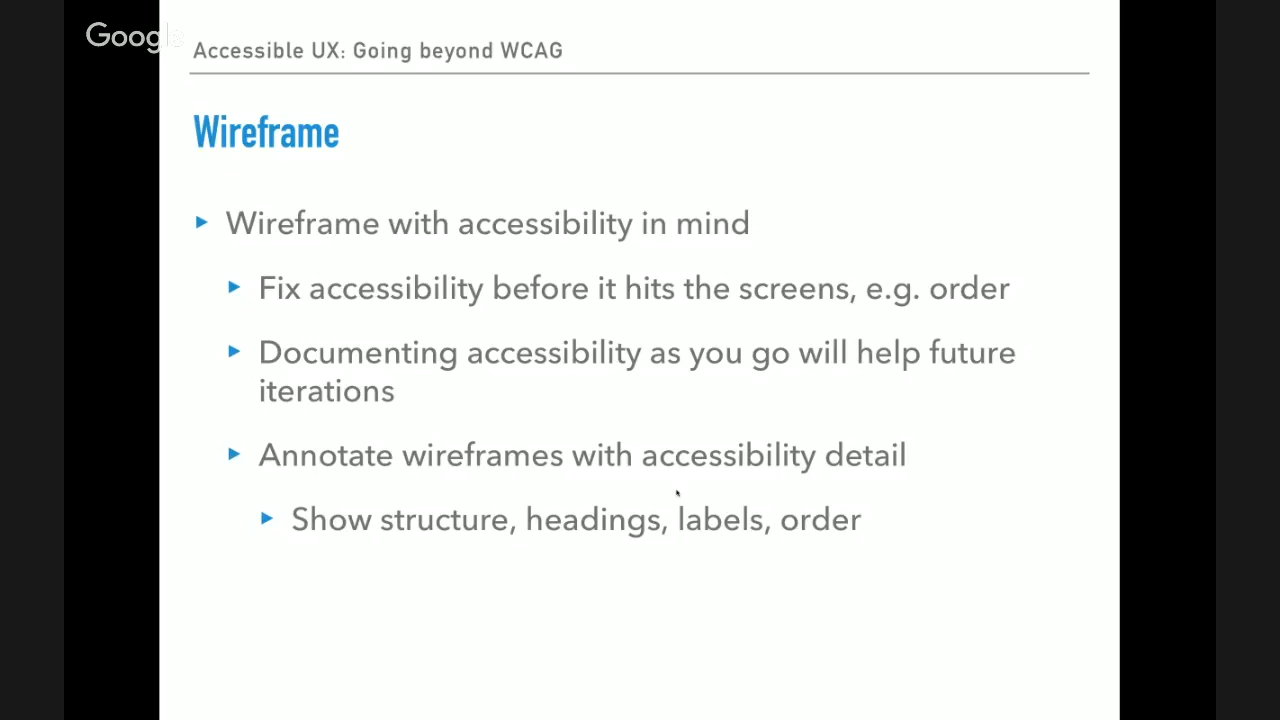 Google
Accessible UX: Going beyond WCAG
Wireframe
Wireframe with accessibility in mind
Fix accessibility before it hits the screens, e.g. order
Documenting accessibility as you go will help future
iterations
Annotate wireframes with accessibility detail
Show structure, headings, labels, order